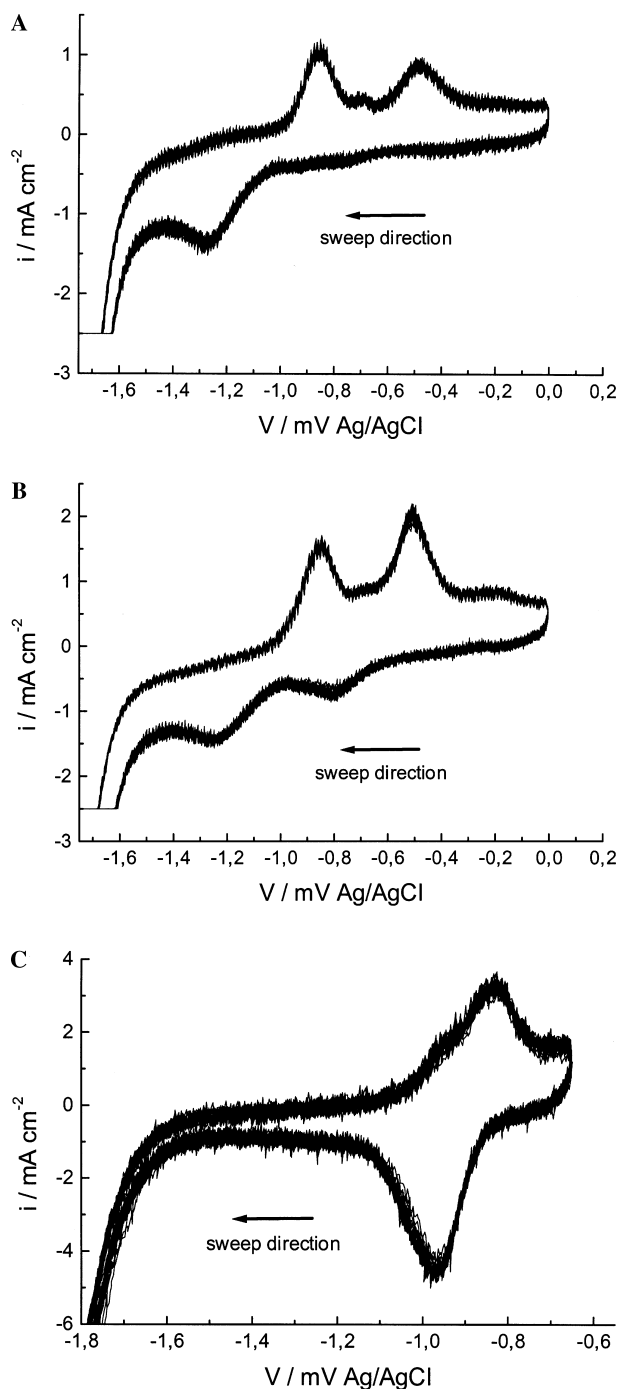 A
1
0
-1
-2
-3
i / mA cm-2
sweep direction
-1,6 -1,4 -1,2 -1,0 -0,8 -0,6 -0,4 -0,2 0,0 0,2
V / mV Ag/AgCl
B
2
1
0
-1
-2
-3
i / mA cm-2
sweep direction
-1,6 -1,4 -1,2 -1,0 -0,8 -0,6 -0,4 -0,2 0,0 0,2
V / mV Ag/AgCl
C
4
2
0
-2
-4
-6
i / mA cm-2
sweep direction
-1,8 -1,6 -1,4 -1,2 -1,0 -0,8 -0,6
V / mV Ag/AgCl